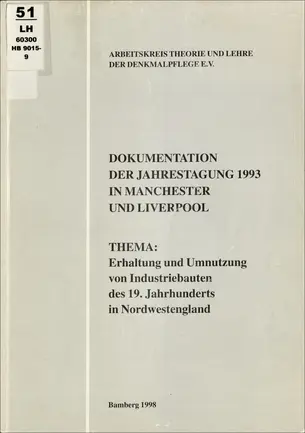 51
LH
60300
HB 9015-
9
ARBEITSKREIS THEORIE UND LEHRE
DER DENKMALPFLEGE E.V.
DOKUMENTATION
DER JAHRESTAGUNG 1993
IN MANCHESTER
UND LIVERPOOL
THEMA:
Erhaltung und Umnutzung
von Industriebauten
des 19. Jahrhunderts
in Nordwestengland
Bamberg 1998